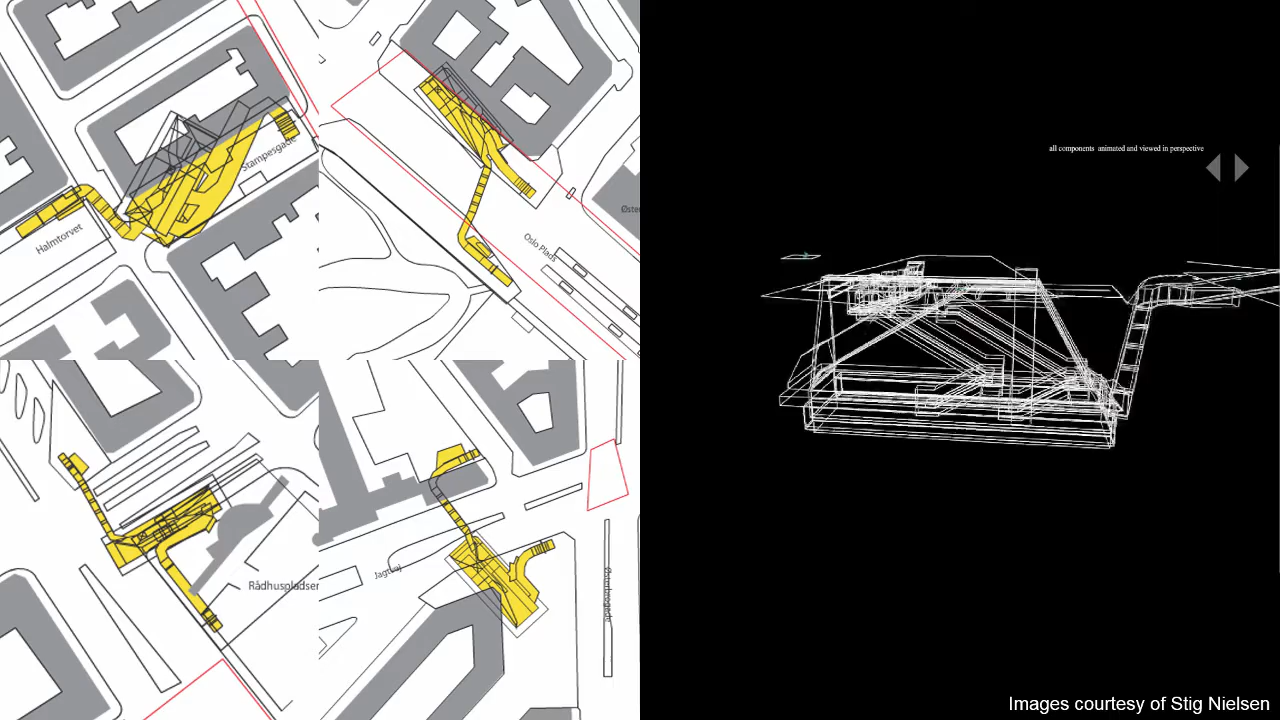 Stampesgade
Halmtorvet
Oslo Plads
Øste
Rådhuspladsen
Jagtvej
Østerbrogade
all components animated and viewed in perspective
Images courtesy of Stig Nielsen